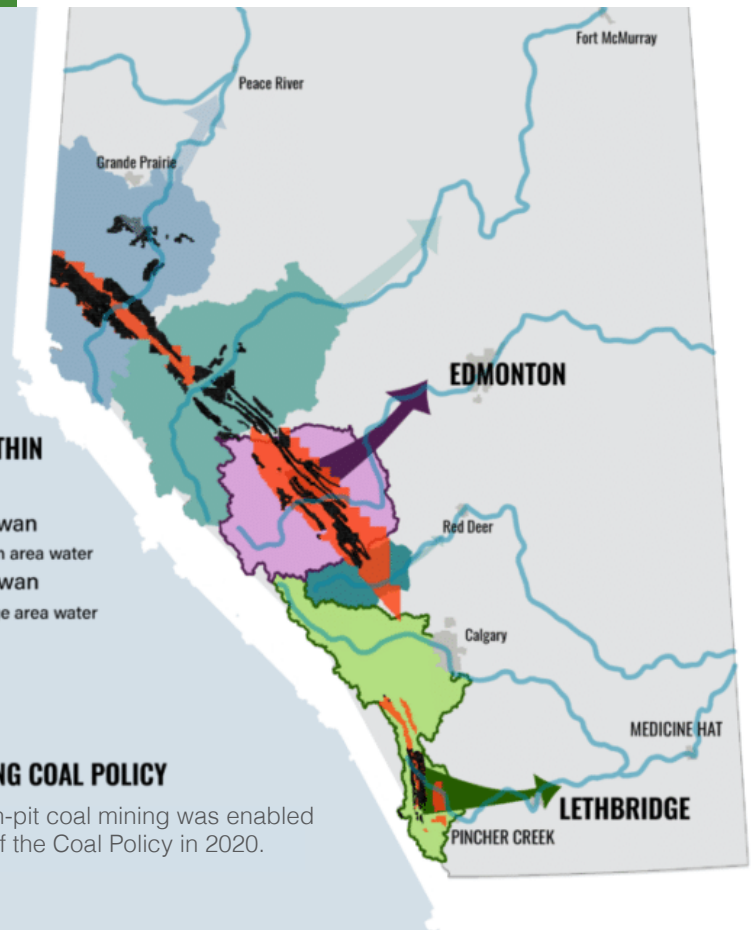 Fort McMurray
Peace River
Grande Prairie
EDMONTON
THIN
wan
n area water
wan
e area water
Red Deer
Calgary
MEDICINE HAT
NG COAL POLICY
n-pit coal mining was enabled
f the Coal Policy in 2020.
LETHBRIDGE
PINCHER CREEK